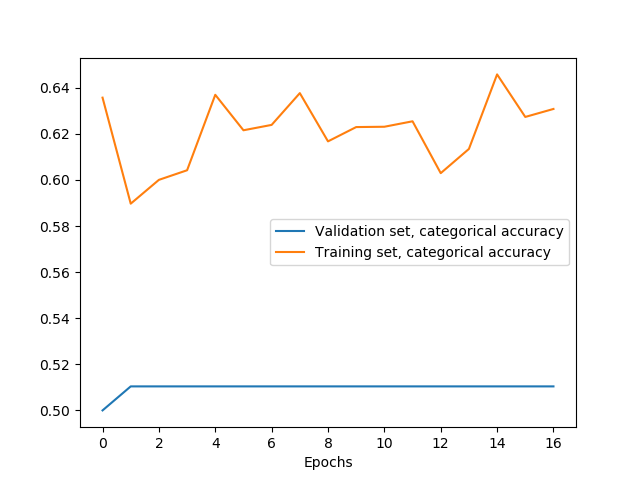 0.64
0.62
0.60
0.58
0.56
0.54
0.52
0.50
Validation set, categorical accuracy
Training set, categorical accuracy
0 2 4 6 8 10 12 14 16
Epochs